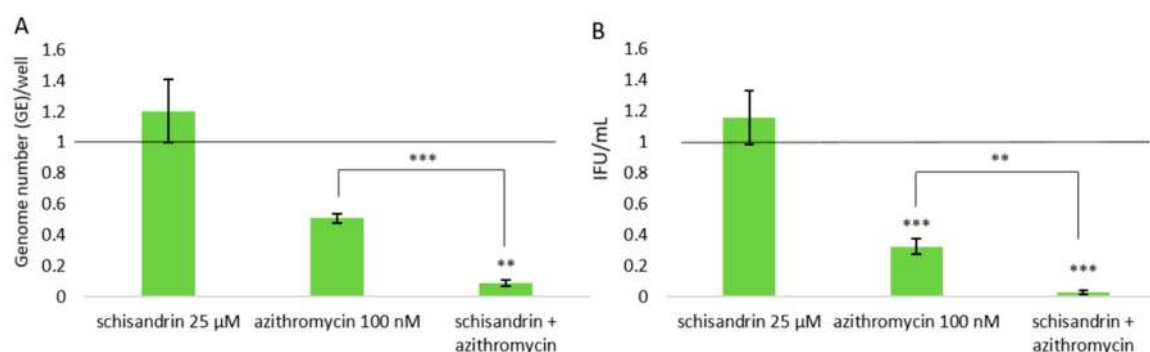 A
Genome number (GE)/well
1.6
1.4
1.2
1
0.8
0.6
0.4
0.2
0
***
**
schisandrin 25 µM
azithromycin 100 nM
schisandrin +
azithromycin
B
IFU/mL
1.6
1.4
1.2
1
0.8
0.6
0.4
0.2
0
**
***
***
schisandrin 25 µM
azithromycin 100 nM
schisandrin +
azithromycin